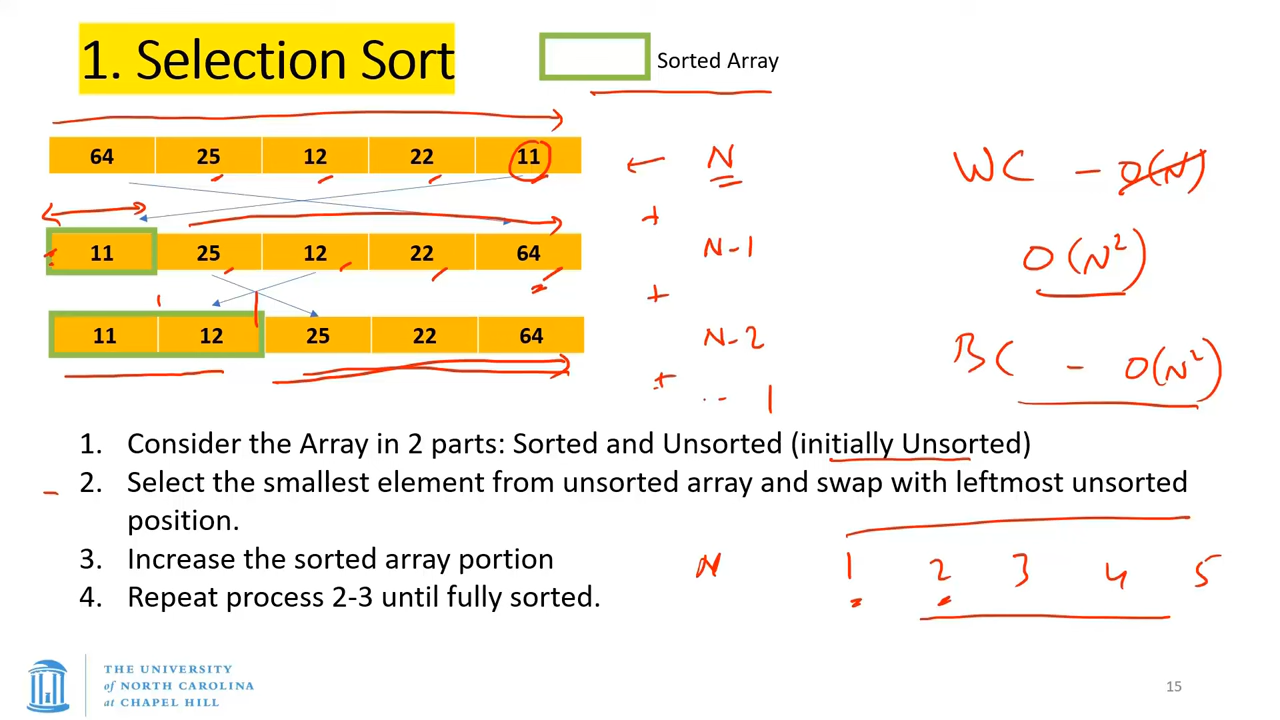 1. Selection Sort
Sorted Array
64 25 12 22 11
← N
WC - O(N)
+
11 25 12 22 64
N-1
O(N²)
+
11 12 25 22 64
N-2
BC - O(N²)
+ .. 1
1. Consider the Array in 2 parts: Sorted and Unsorted (initially Unsorted)
2. Select the smallest element from unsorted array and swap with leftmost unsorted
position.
3. Increase the sorted array portion
4. Repeat process 2-3 until fully sorted.
N 1 2 3 4 5
THE UNIVERSITY
of NORTH CAROLINA
at CHAPEL HILL
15